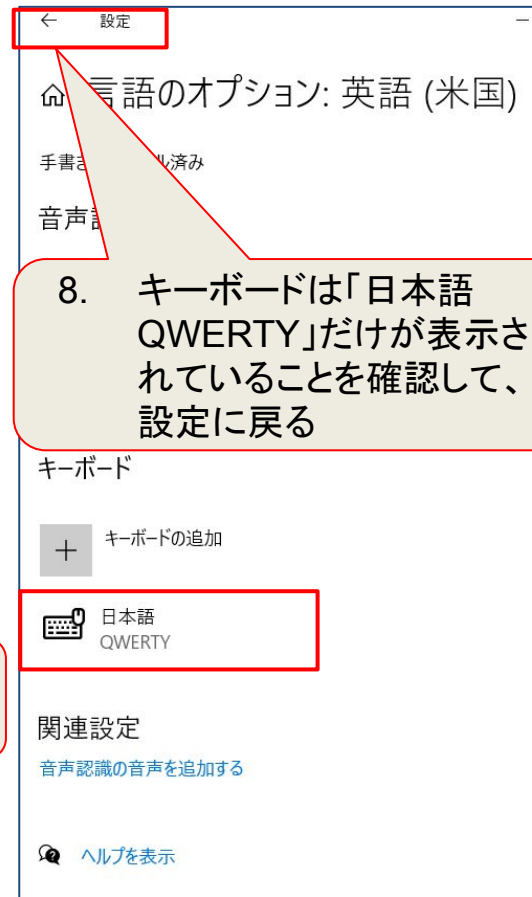 設定
言語のオプション: 英語 (米国)
手書き
ル済み
音声
8. キーボードは「日本語
QWERTY」だけが表示さ
れていることを確認して、
設定に戻る
キーボード
キーボードの追加
日本語
QWERTY
関連設定
音声認識の音声を追加する
ヘルプを表示